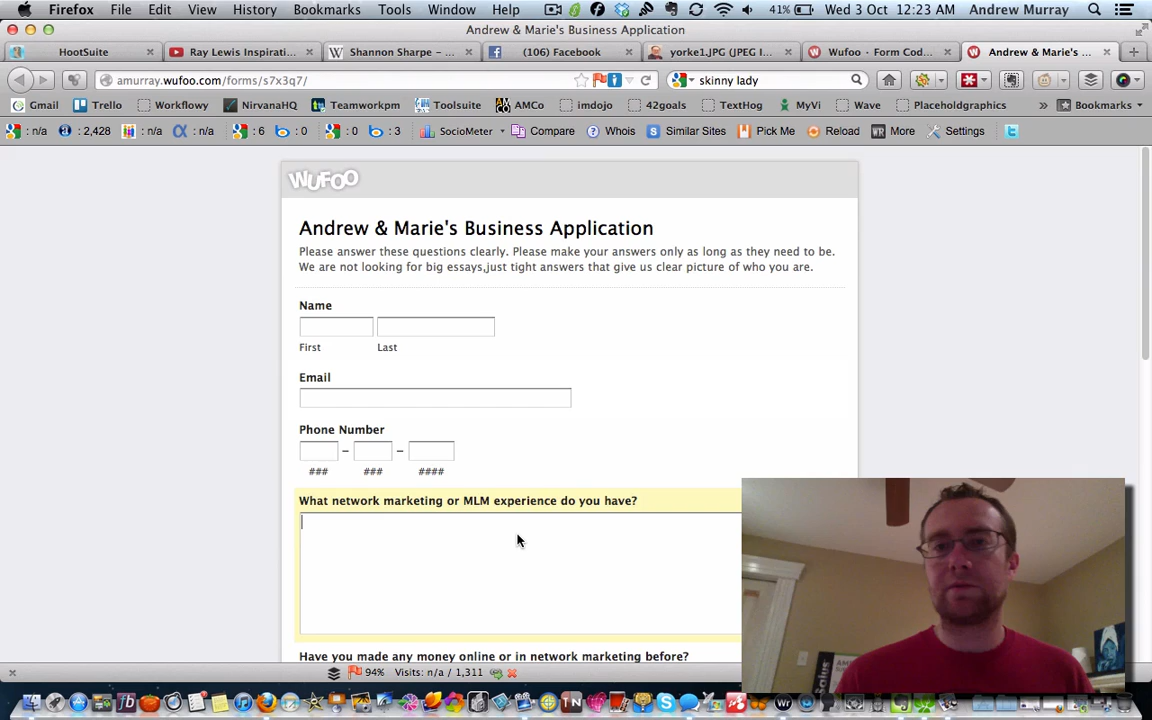 Firefox File Edit View History Bookmarks Tools Window Help 41% Wed 3 Oct 12:23 AM Andrew Murray
Andrew & Marie's Business Application
HootSuite Ray Lewis Inspirati... Shannon Sharpe - ... (106) Facebook yorke1.JPG (JPEG I... Wufoo · Form Cod... Andrew & Marie's ...
amurray.wufoo.com/forms/s7x3q7/ skinny lady
Gmail Trello Workflowy NirvanaHQ Teamworkpm Toolsuite AMCo imdojo 42goals TextHog MyVi Wave Placeholdgraphics » Bookmarks
: n/a : 2,428 : n/a : n/a : 6 : 0 : 0 : 3 SocioMeter Compare Whois Similar Sites Pick Me Reload WR More Settings
WUFOO
Andrew & Marie's Business Application
Please answer these questions clearly. Please make your answers only as long as they need to be.
We are not looking for big essays,just tight answers that give us clear picture of who you are.
Name
First Last
Email
Phone Number
– –
### ### ####
What network marketing or MLM experience do you have?
Have you made any money online or in network marketing before?
94% Visits: n/a / 1,311